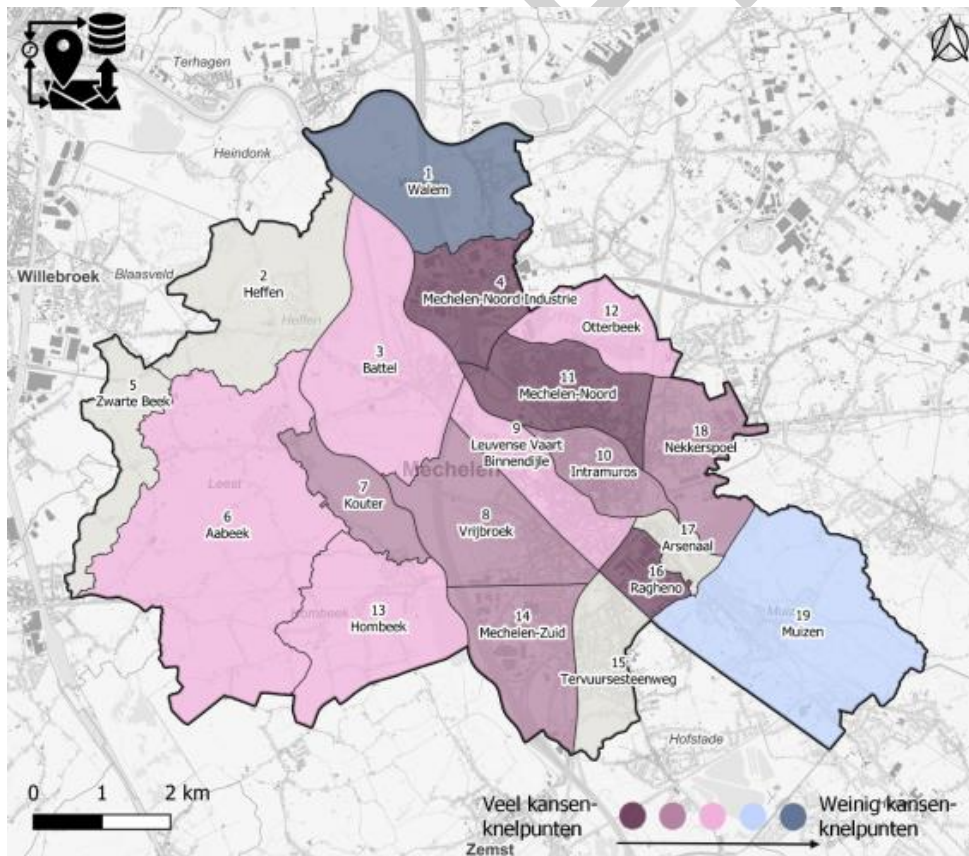 Terhagen
Heindonk
1
Walem
Willebroek
Blaasveld
2
Heffen
Heffen
4
Mechelen-Noord Industrie
12
Otterbeek
3
Battel
5
Zwarte Beek
11
Mechelen-Noord
9
Leuvense Vaart
Binnendijle
10
Intramuros
18
Nekkerspoel
Mechelen
Leest
7
Kouter
6
Aabeek
8
Vrijbroek
17
Arsenaal
16
Ragheno
Hombeek
13
Hombeek
14
Mechelen-Zuid
15
Tervuursesteenweg
19
Muizen
Hofstade
0 1 2 km
Veel kansen-
knelpunten
Weinig kansen-
knelpunten
Zemst